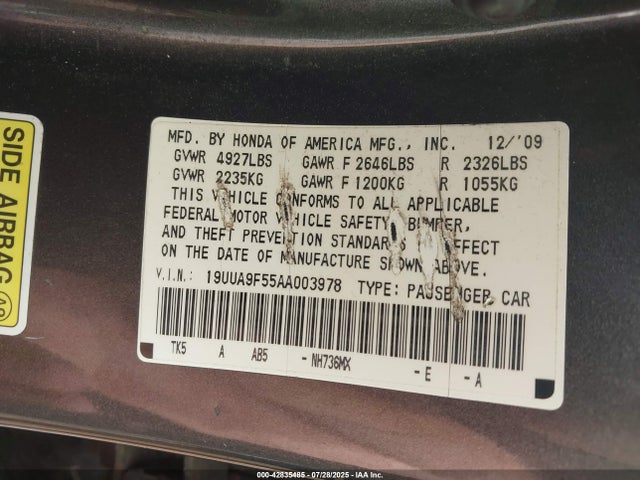 SIDE AIRBAG
MFD. BY HONDA OF AMERICA MFG., INC. 12/'09
GVWR 4927LBS GAWR F 2646LBS R 2326LBS
GVWR 2235KG GAWR F 1200KG R 1055KG
THIS VEHICLE CONFORMS TO ALL APPLICABLE
FEDERAL MOTOR VEHICLE SAFETY, BUMPER,
AND THEFT PREVENTION STANDARDS EFFECT
ON THE DATE OF MANUFACTURE SHOWN ABOVE.
V.I.N.: 19UUA9F55AA003978 TYPE: PASSENGER CAR
TK5 A AB5 - NH736MX - E - A
000-42835485 07/28/2025 IAA Inc.